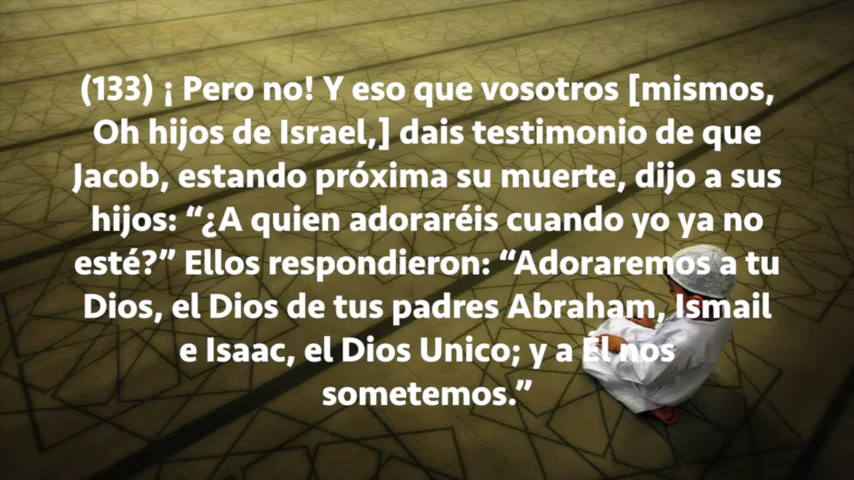 (133) ¡ Pero no! Y eso que vosotros [mismos,
Oh hijos de Israel,] dais testimonio de que
Jacob, estando próxima su muerte, dijo a sus
hijos: “¿A quien adoraréis cuando yo ya no
esté?” Ellos respondieron: “Adoraremos a tu
Dios, el Dios de tus padres Abraham, Ismail
e Isaac, el Dios Unico; y a Él nos
sometemos.”